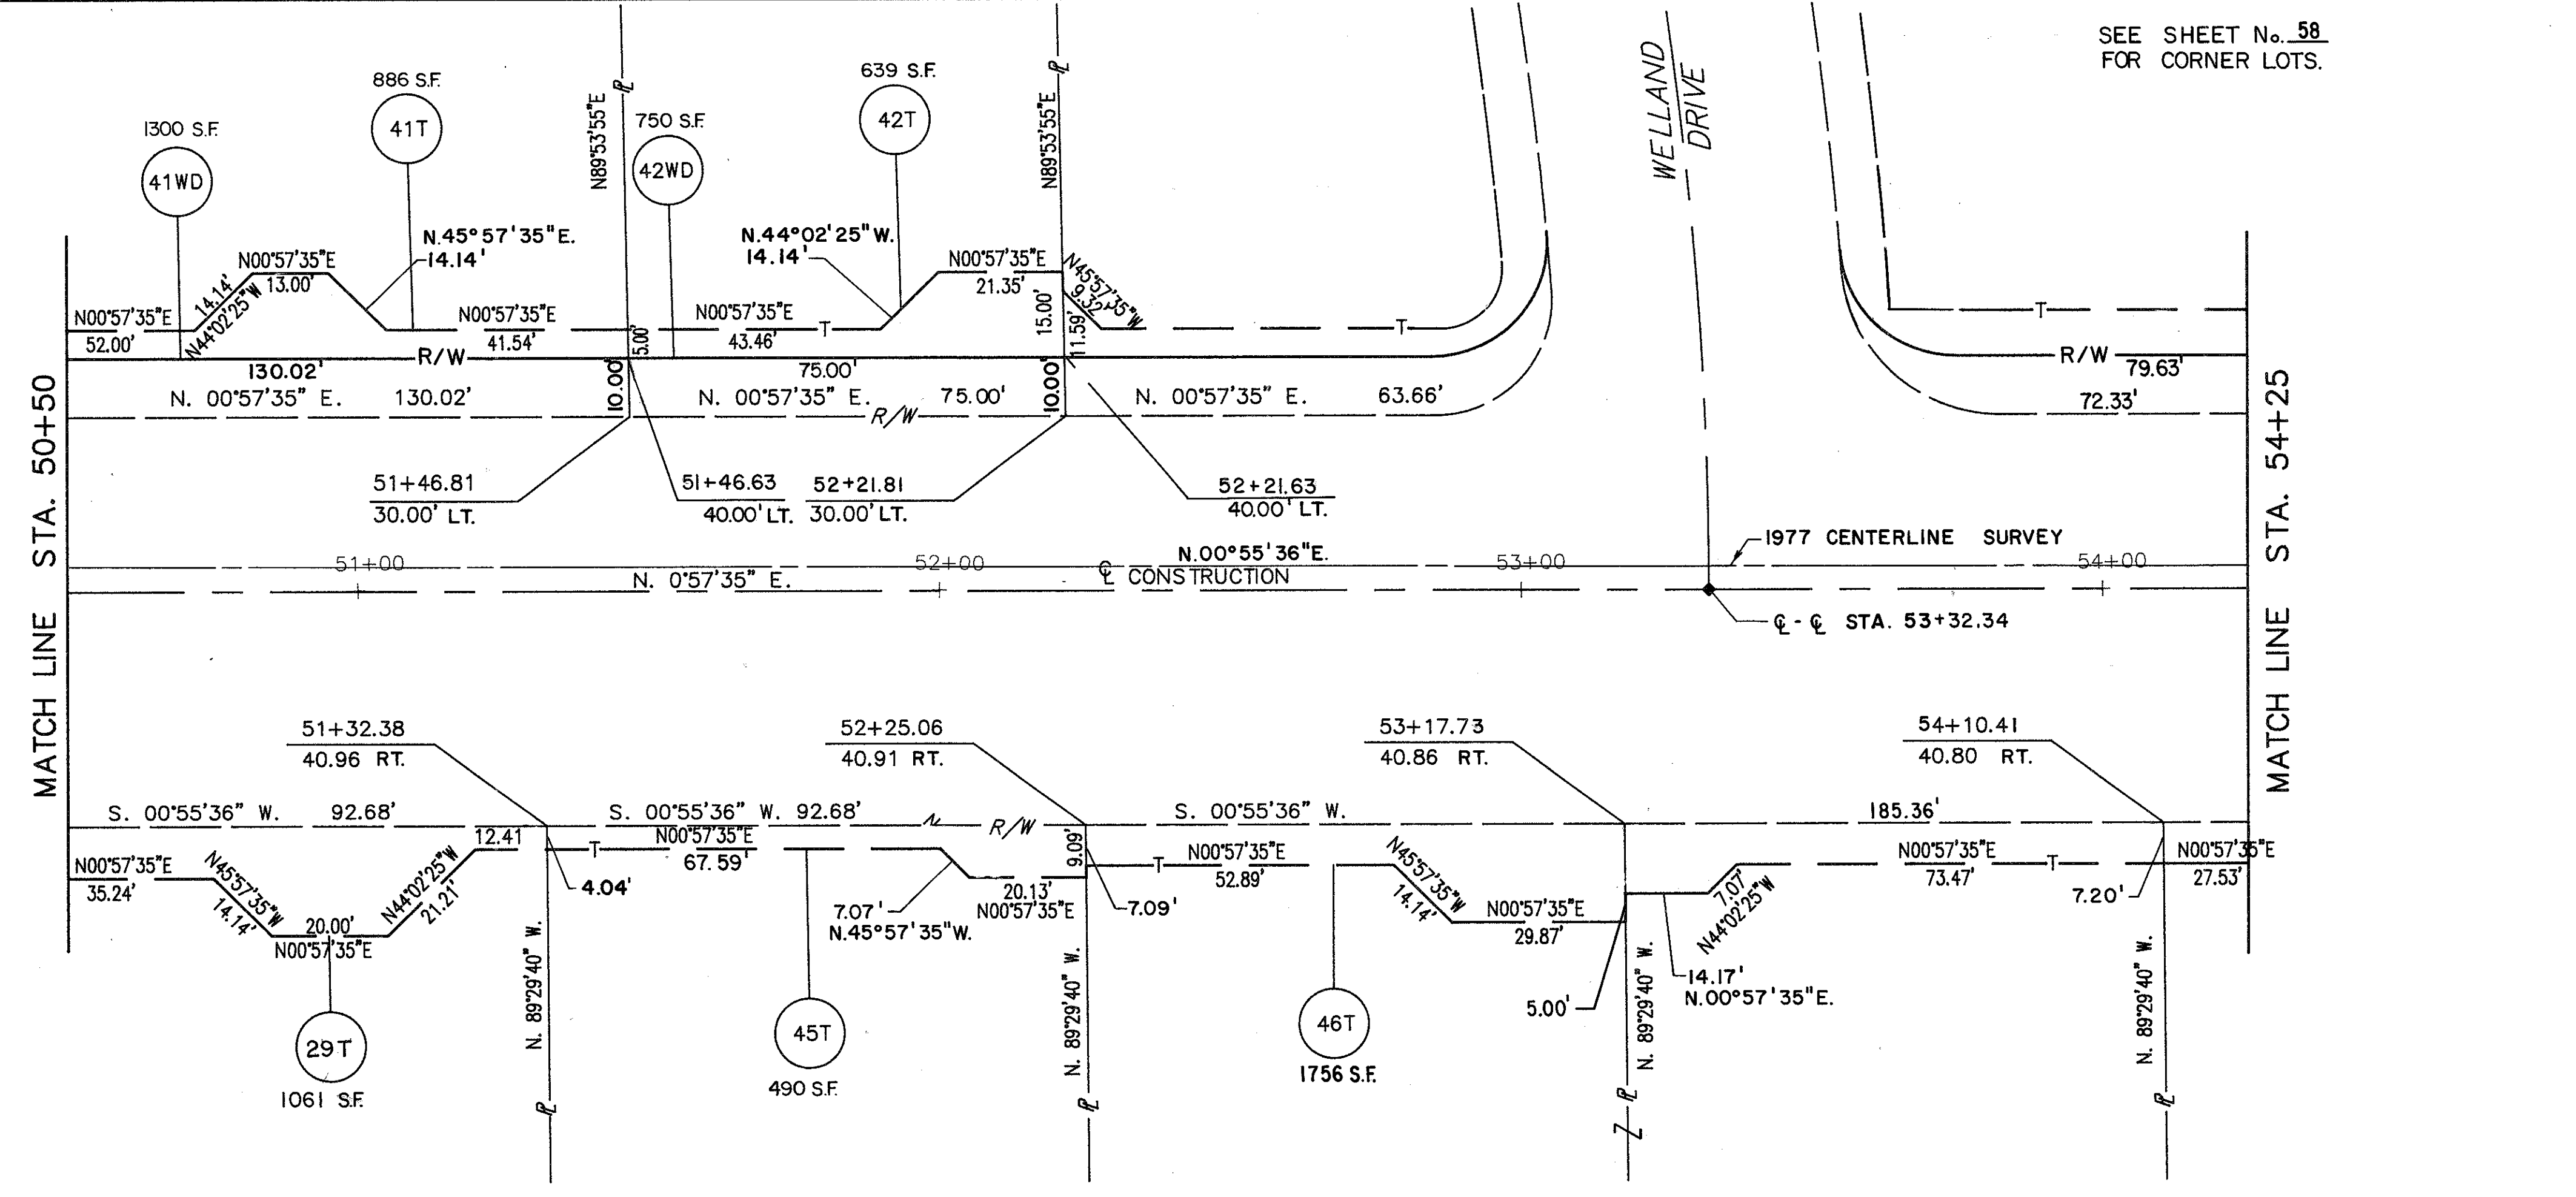 SEE SHEET No. 58
FOR CORNER LOTS.
WELLAND
DRIVE
1300 S.F.
41WD
886 S.F.
41T
750 S.F.
42WD
639 S.F.
42T
N89°53'55"E
N89°53'55"E
N00°57'35"E
52.00'
14.14'
N44°02'25"W
N00°57'35"E
13.00'
N.45°57'35"E.
14.14'
N00°57'35"E
41.54'
5.00'
N00°57'35"E
43.46'
T
N.44°02'25"W.
14.14'
N00°57'35"E
21.35'
15.00'
11.59'
N45°57'35"W
9.32'
T
T
R/W
130.02'
75.00'
R/W
79.63'
N. 00°57'35" E. 130.02'
10.00'
N. 00°57'35" E. 75.00'
R/W
10.00'
N. 00°57'35" E. 63.66'
72.33'
51+46.81
30.00' LT.
51+46.63
40.00' LT.
52+21.81
30.00' LT.
52+21.63
40.00' LT.
MATCH LINE STA. 50+50
MATCH LINE STA. 54+25
51+00
52+00
53+00
54+00
N.00°55'36"E.
1977 CENTERLINE SURVEY
N. 0°57'35" E.
℄ CONSTRUCTION
℄ - ℄ STA. 53+32.34
51+32.38
40.96 RT.
52+25.06
40.91 RT.
53+17.73
40.86 RT.
54+10.41
40.80 RT.
S. 00°55'36" W. 92.68'
S. 00°55'36" W. 92.68'
R/W
S. 00°55'36" W.
185.36'
N00°57'35"E
35.24'
N45°57'35"W
14.14'
20.00'
N00°57'35"E
N44°02'25"W
21.21'
12.41
4.04'
T
N00°57'35"E
67.59'
7.07'
N.45°57'35"W.
20.13'
N00°57'35"E
9.09'
7.09'
T
N00°57'35"E
52.89'
N45°57'35"W
14.14'
N00°57'35"E
29.87'
5.00'
14.17'
N.00°57'35"E.
7.07'
N44°02'25"W
N00°57'35"E
73.47'
T
7.20'
N00°57'35"E
27.53'
N. 89°29'40" W.
N. 89°29'40" W.
N. 89°29'40" W.
N. 89°29'40" W.
29T
1061 S.F.
45T
490 S.F.
46T
1756 S.F.